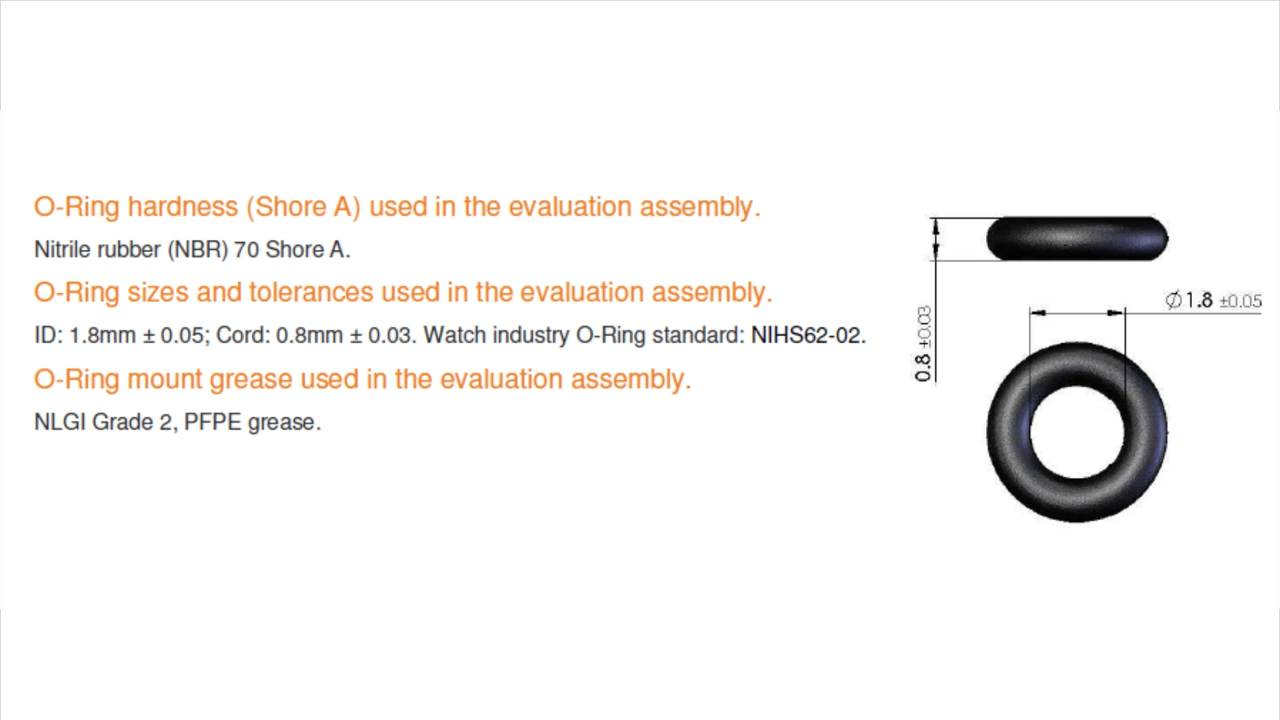 O-Ring hardness (Shore A) used in the evaluation assembly.
Nitrile rubber (NBR) 70 Shore A.
O-Ring sizes and tolerances used in the evaluation assembly.
ID: 1.8mm ± 0.05; Cord: 0.8mm ± 0.03. Watch industry O-Ring standard: NIHS62-02.
O-Ring mount grease used in the evaluation assembly.
NLGI Grade 2, PFPE grease.
0.8 ±0.03
∅1.8 ±0.05